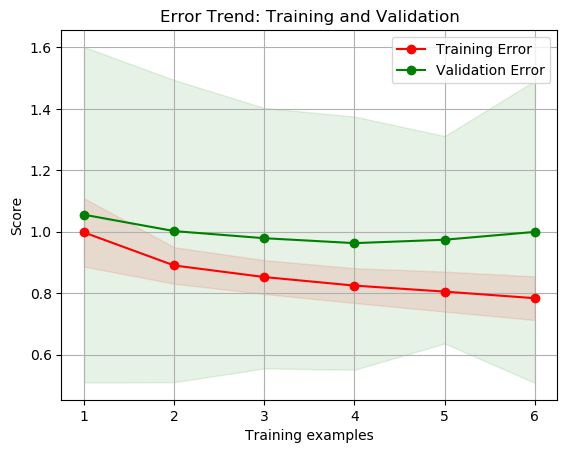 Error Trend: Training and Validation
Training Error
Validation Error
1.6
1.4
1.2
1.0
0.8
0.6
Score
1 2 3 4 5 6
Training examples